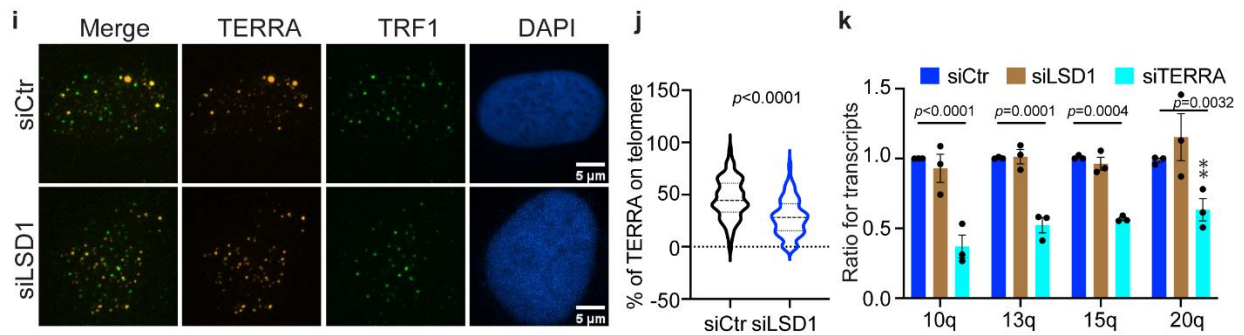 i
Merge TERRA TRF1 DAPI
siCtr
5 µm
siLSD1
5 µm
j
% of TERRA on telomere
150
100
50
0
-50
p<0.0001
siCtr siLSD1
k
siCtr siLSD1 siTERRA
Ratio for transcripts
1.5
1.0
0.5
0.0
p<0.0001 p=0.0001 p=0.0004 p=0.0032
**
10q 13q 15q 20q